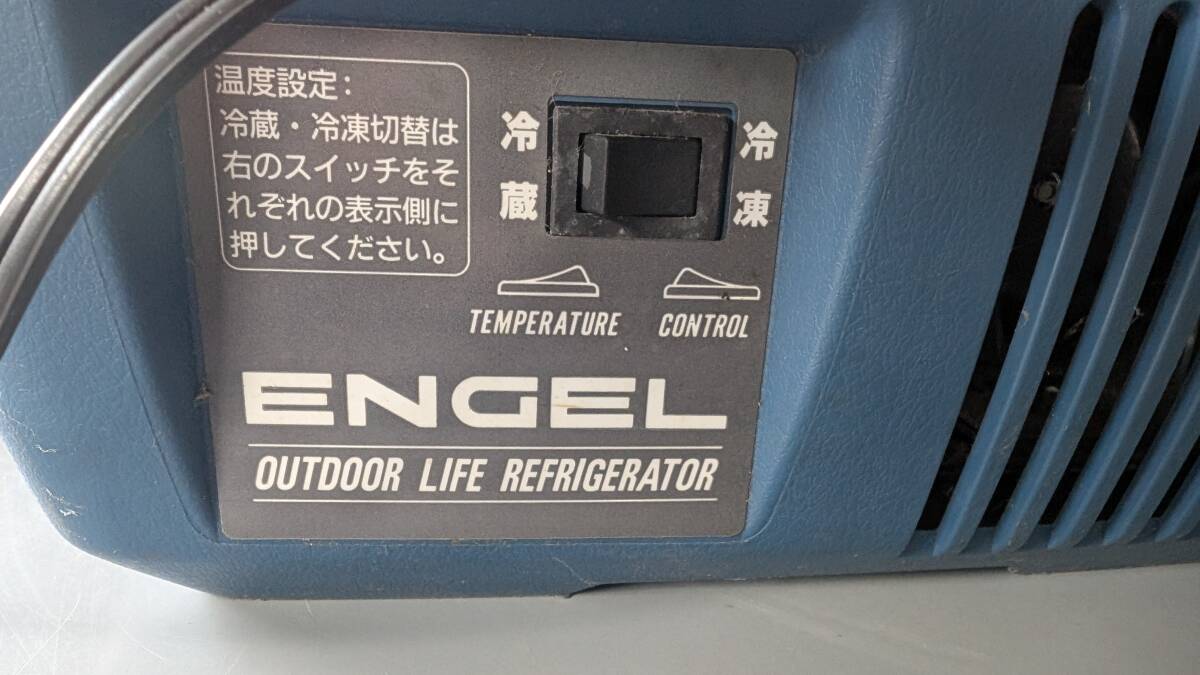 温度設定:
冷蔵・冷凍切替は
右のスイッチをそ
れぞれの表示側に
押してください。
冷蔵
冷凍
TEMPERATURE CONTROL
ENGEL
OUTDOOR LIFE REFRIGERATOR